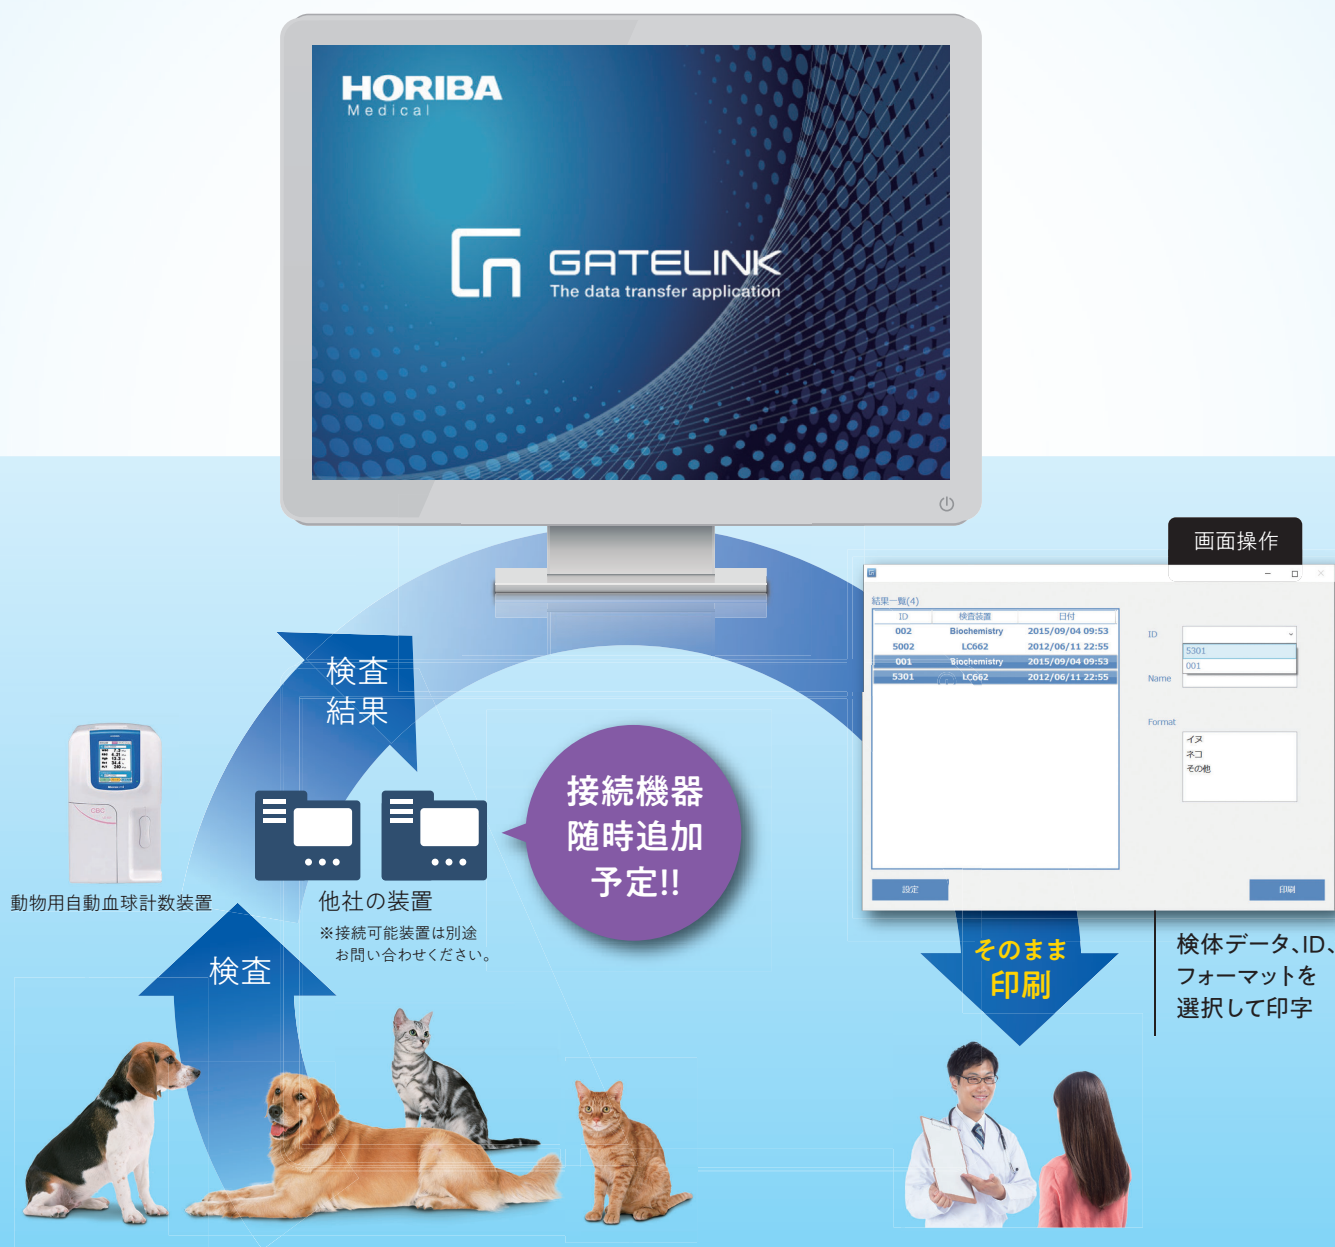 HORIBA
Medical
GATELINK
The data transfer application
画面操作
結果一覧(4)
ID 検査装置 日付
002 Biochemistry 2015/09/04 09:53
5002 LC662 2012/06/11 22:55
001 Biochemistry 2015/09/04 09:53
5301 LC662 2012/06/11 22:55
ID
5301
001
Name
Format
イヌ
ネコ
その他
設定
印刷
検査
結果
接続機器
随時追加
予定!!
CBC
動物用自動血球計数装置
他社の装置
※接続可能装置は別途
お問い合わせください。
検査
そのまま
印刷
検体データ、ID、
フォーマットを
選択して印字